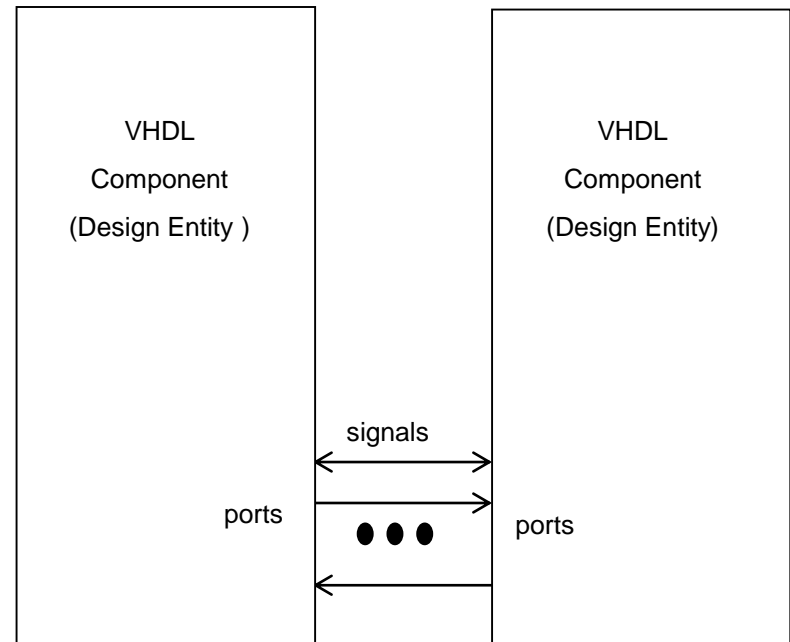 VHDL
Component
(Design Entity )
VHDL
Component
(Design Entity)
signals
ports
ports